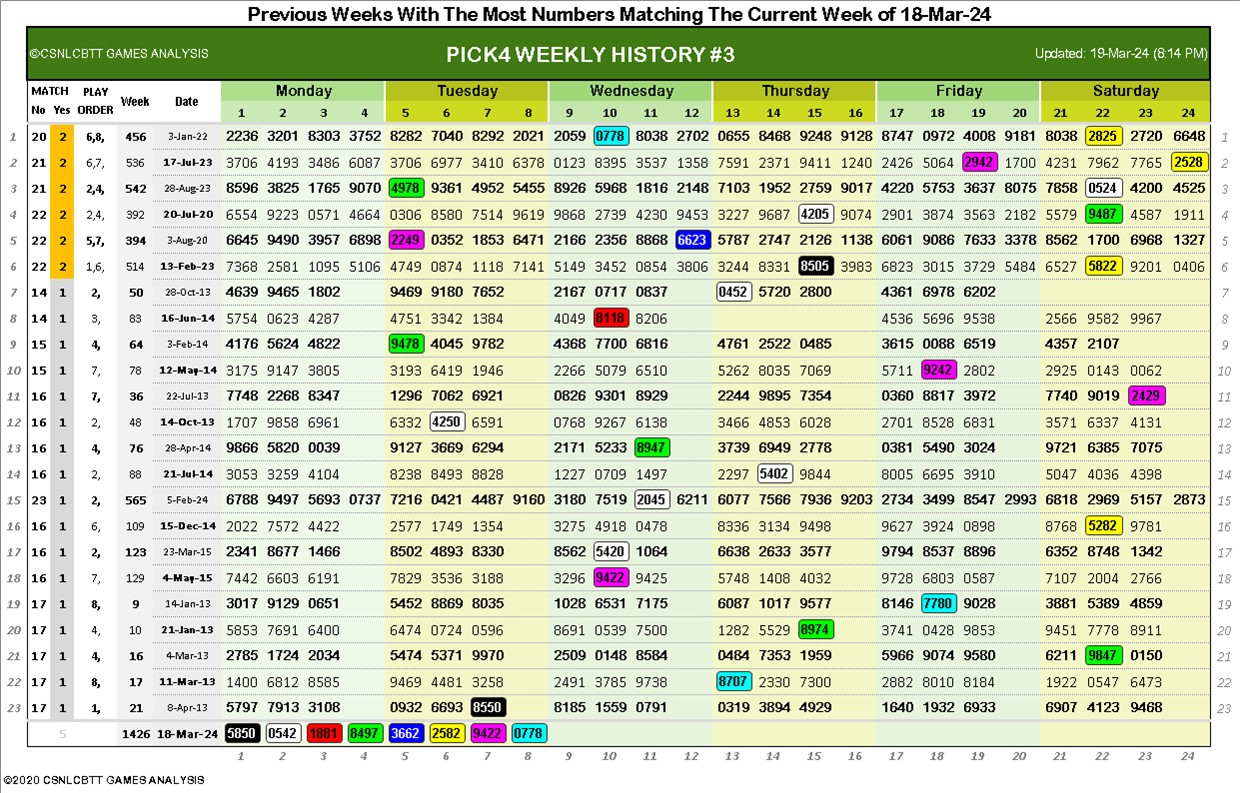 Previous Weeks With The Most Numbers Matching The Current Week of 18-Mar-24
©CSNLCBTT GAMES ANALYSIS PICK4 WEEKLY HISTORY #3 Updated: 19-Mar-24 (8:14 PM)
MATCH PLAY Week Date Monday Tuesday Wednesday Thursday Friday Saturday
No Yes ORDER 1 2 3 4 5 6 7 8 9 10 11 12 13 14 15 16 17 18 19 20 21 22 23 24
1 20 2 6,8, 456 3-Jan-22 2236 3201 8303 3752 8282 7040 8292 2021 2059 0778 8038 2702 0655 8468 9248 9128 8747 0972 4008 9181 8038 2825 2720 6648 1
2 21 2 6,7, 536 17-Jul-23 3706 4193 3486 6087 3706 6977 3410 6378 0123 8395 3537 1358 7591 2371 9411 1240 2426 5064 2942 1700 4231 7962 7765 2528 2
3 21 2 2,4, 542 28-Aug-23 8596 3825 1765 9070 4978 9361 4952 5455 8926 5968 1816 2148 7103 1952 2759 9017 4220 5753 3637 8075 7858 0524 4200 4525 3
4 22 2 2,4, 392 20-Jul-20 6554 9223 0571 4664 0306 8580 7514 9619 9868 2739 4230 9453 3227 9687 4205 9074 2901 3874 3563 2182 5579 9487 4587 1911 4
5 22 2 5,7, 394 3-Aug-20 6645 9490 3957 6898 2249 0352 1853 6471 2166 2356 8868 6623 5787 2747 2126 1138 6061 9086 7633 3378 8562 1700 6968 1327 5
6 22 2 1,6, 514 13-Feb-23 7368 2581 1095 5106 4749 0874 1118 7141 5149 3452 0854 3806 3244 8331 8505 3983 6823 3015 3729 5484 6527 5822 9201 0406 6
7 14 1 2, 50 28-Oct-13 4639 9465 1802 9469 9180 7652 2167 0717 0837 0452 5720 2800 4361 6978 6202 7
8 14 1 3, 83 16-Jun-14 5754 0623 4287 4751 3342 1384 4049 8118 8206 4536 5696 9538 2566 9582 9967 8
9 15 1 4, 64 3-Feb-14 4176 5624 4822 9478 4045 9782 4368 7700 6816 4761 2522 0485 3615 0088 6519 4357 2107 9
10 15 1 7, 78 12-May-14 3175 9147 3805 3193 6419 1946 2266 5079 6510 5262 8035 7069 5711 9242 2802 2925 0143 0062 10
11 16 1 7, 36 22-Jul-13 7748 2268 8347 1296 7062 6921 0826 9301 8929 2244 9895 7354 0360 8817 3972 7740 9019 2429 11
12 16 1 2, 48 14-Oct-13 1707 9858 6961 6332 4250 6591 0768 9267 6138 3466 4853 6028 2701 8528 6831 3571 6337 4131 12
13 16 1 4, 76 28-Apr-14 9866 5820 0039 9127 3669 6294 2171 5233 8947 3739 6949 2778 0381 5490 3024 9721 6385 7075 13
14 16 1 2, 88 21-Jul-14 3053 3259 4104 8238 8493 8828 1227 0709 1497 2297 5402 9844 8005 6695 3910 5047 4036 4398 14
15 23 1 2, 565 5-Feb-24 6788 9497 5693 0737 7216 0421 4487 9160 3180 7519 2045 6211 6077 7566 7936 9203 2734 3499 8547 2993 6818 2969 5157 2873 15
16 16 1 6, 109 15-Dec-14 2022 7572 4422 2577 1749 1354 3275 4918 0478 8336 3134 9498 9627 3924 0898 8768 5282 9781 16
17 16 1 2, 123 23-Mar-15 2341 8677 1466 8502 4893 8330 8562 5420 1064 6638 2633 3577 9794 8537 8896 6352 8748 1342 17
18 16 1 7, 129 4-May-15 7442 6603 6191 7829 3536 3188 3296 9422 9425 5748 1408 4032 9728 6803 0587 7107 2004 2766 18
19 17 1 8, 9 14-Jan-13 3017 9129 0651 5452 8869 8035 1028 6531 7175 6087 1017 9577 8146 7780 9028 3881 5389 4859 19
20 17 1 4, 10 21-Jan-13 5853 7691 6400 6474 0724 0596 8691 0539 7500 1282 5529 8974 3741 0428 9853 9451 7778 8911 20
21 17 1 4, 16 4-Mar-13 2785 1724 2034 5474 5371 9970 2509 0148 8584 0484 7353 1959 5966 9074 9580 6211 9847 0150 21
22 17 1 8, 17 11-Mar-13 1400 6812 8585 9469 4481 3258 2491 3785 9738 8707 2330 7300 2882 8010 8184 1922 0547 6473 22
23 17 1 1, 21 8-Apr-13 5797 7913 3108 0932 6693 8550 8185 1559 0791 0319 3894 4929 1640 1932 6933 6907 4123 9468 23
5 1426 18-Mar-24 5850 0542 1881 8497 3662 2582 9422 0778
1 2 3 4 5 6 7 8 9 10 11 12 13 14 15 16 17 18 19 20 21 22 23 24
©2020 CSNLCBTT GAMES ANALYSIS